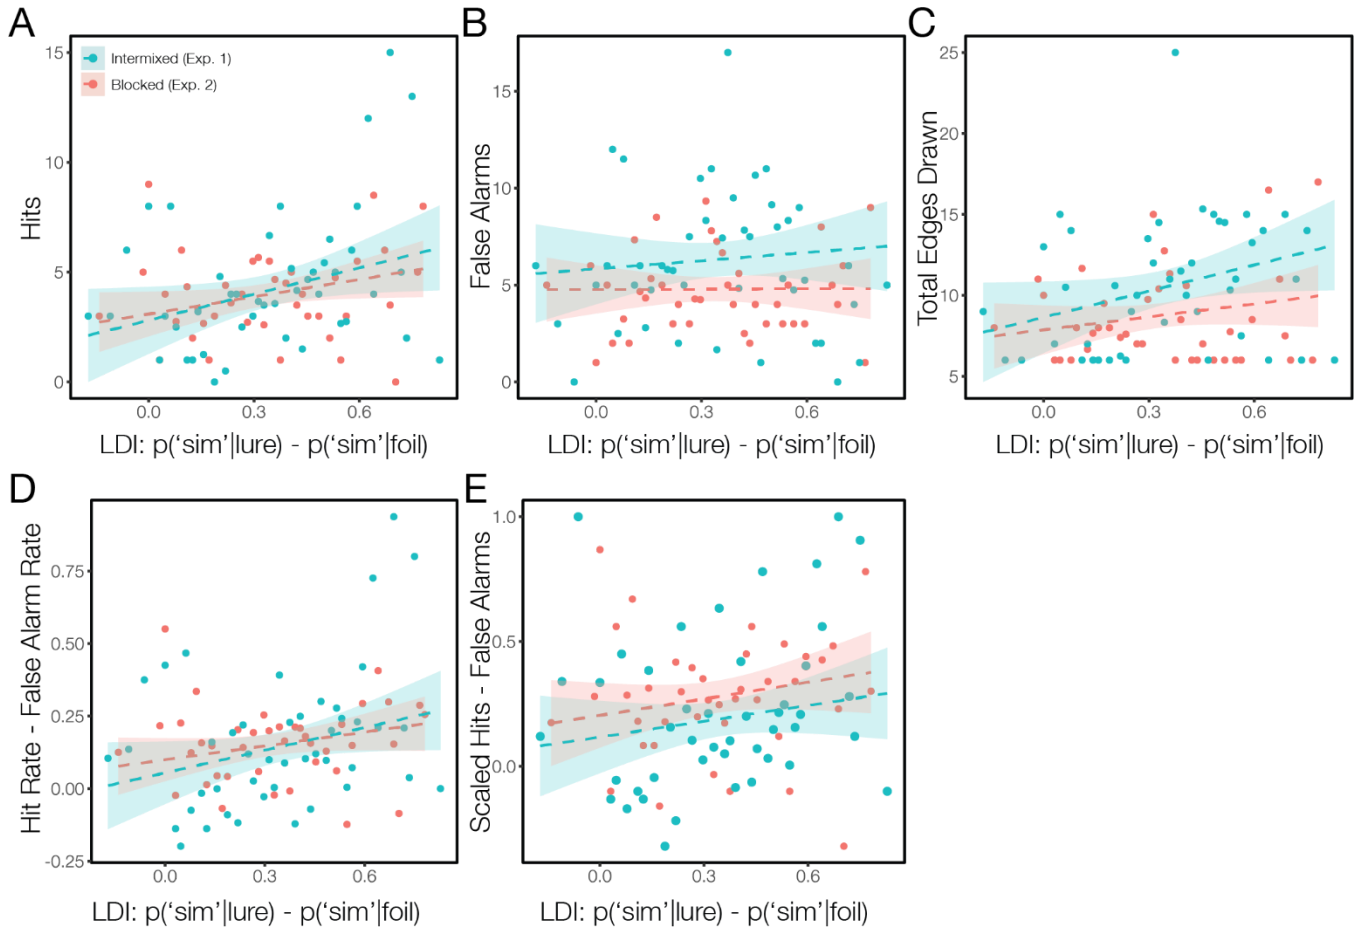 A
Hits
15
10
5
0
Intermixed (Exp. 1)
Blocked (Exp. 2)
0.0 0.3 0.6
LDI: p(‘sim’|lure) - p(‘sim’|foil)
B
False Alarms
15
10
5
0
0.0 0.3 0.6
LDI: p(‘sim’|lure) - p(‘sim’|foil)
C
Total Edges Drawn
25
20
15
10
5
0.0 0.3 0.6
LDI: p(‘sim’|lure) - p(‘sim’|foil)
D
Hit Rate - False Alarm Rate
0.75
0.50
0.25
0.00
-0.25
0.0 0.3 0.6
LDI: p(‘sim’|lure) - p(‘sim’|foil)
E
Scaled Hits - False Alarms
1.0
0.5
0.0
0.0 0.3 0.6
LDI: p(‘sim’|lure) - p(‘sim’|foil)